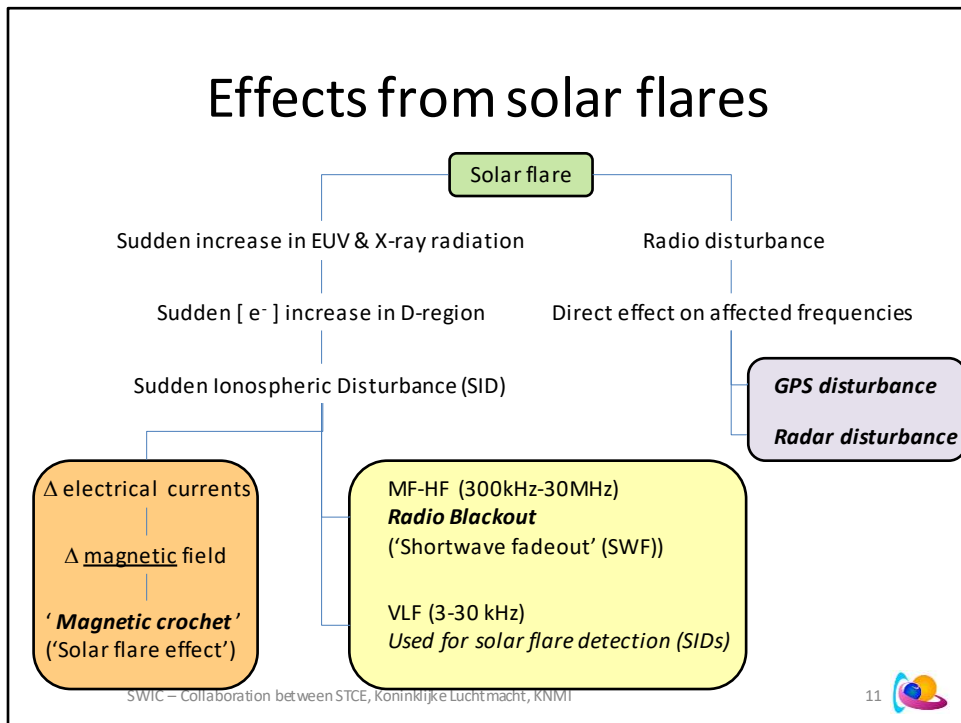 Effects from solar flares
Solar flare
Sudden increase in EUV & X-ray radiation
Radio disturbance
Sudden [ e- ] increase in D-region
Direct effect on affected frequencies
Sudden Ionospheric Disturbance (SID)
GPS disturbance
Radar disturbance
Δ electrical currents
Δ magnetic field
‘ Magnetic crochet ’
(‘Solar flare effect’)
MF-HF (300kHz-30MHz)
Radio Blackout
(‘Shortwave fadeout’ (SWF))
VLF (3-30 kHz)
Used for solar flare detection (SIDs)
SWIC – Collaboration between STCE, Koninklijke Luchtmacht, KNMI
11